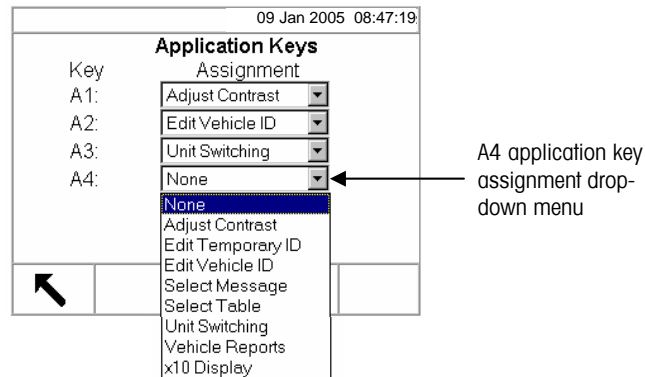 09 Jan 2005 08:47:19
Application Keys
Key Assignment
A1: Adjust Contrast
A2: Edit Vehicle ID
A3: Unit Switching
A4: None
None
Adjust Contrast
Edit Temporary ID
Edit Vehicle ID
Select Message
Select Table
Unit Switching
Vehicle Reports
x10 Display
A4 application key
assignment drop-
down menu